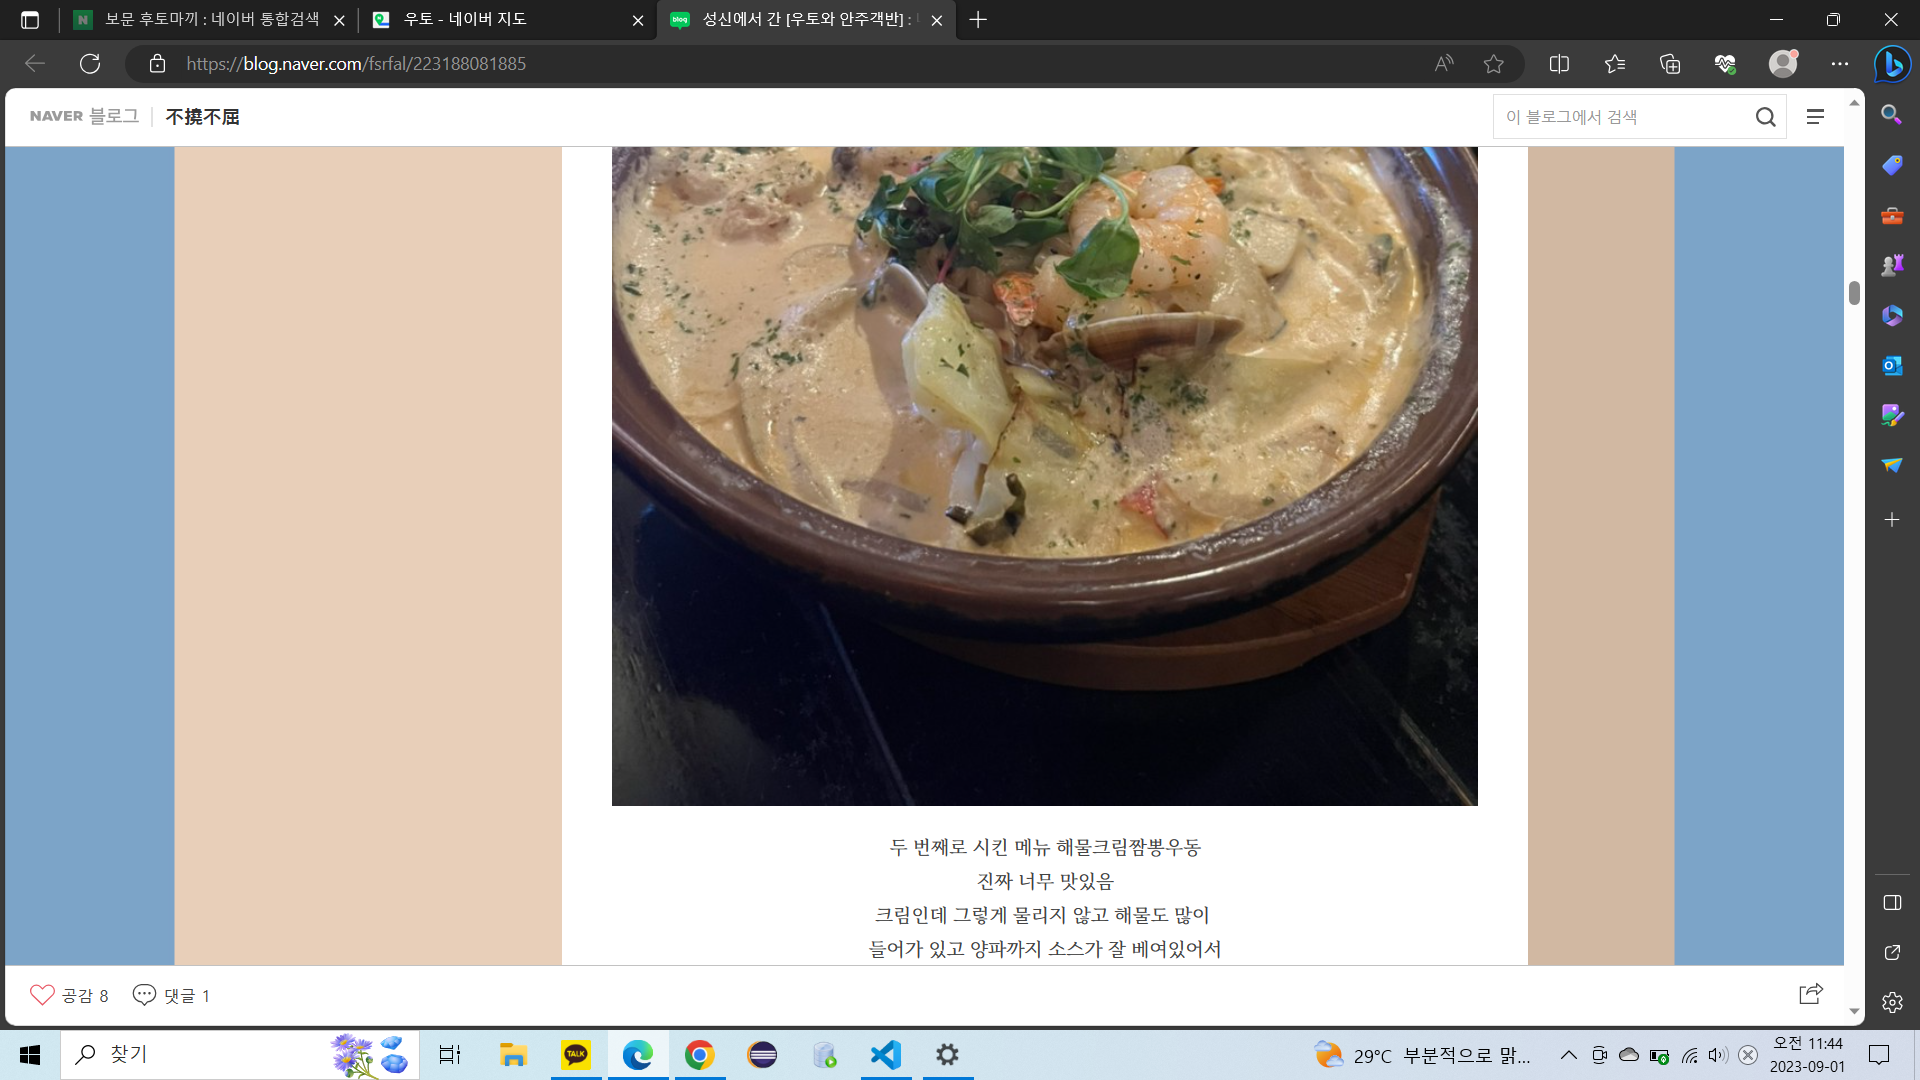 보문 후토마끼 : 네이버 통합검색
우토 - 네이버 지도
성신에서 간 [우토와 안주객반] :
https://blog.naver.com/fsrfal/223188081885
NAVER 블로그
不撓不屈
이 블로그에서 검색
두 번째로 시킨 메뉴 해물크림짬뽕우동
진짜 너무 맛있음
크림인데 그렇게 물리지 않고 해물도 많이
들어가 있고 양파까지 소스가 잘 베여있어서
공감 8
댓글 1
찾기
TALK
29°C 부분적으로 맑...
오전 11:44
2023-09-01